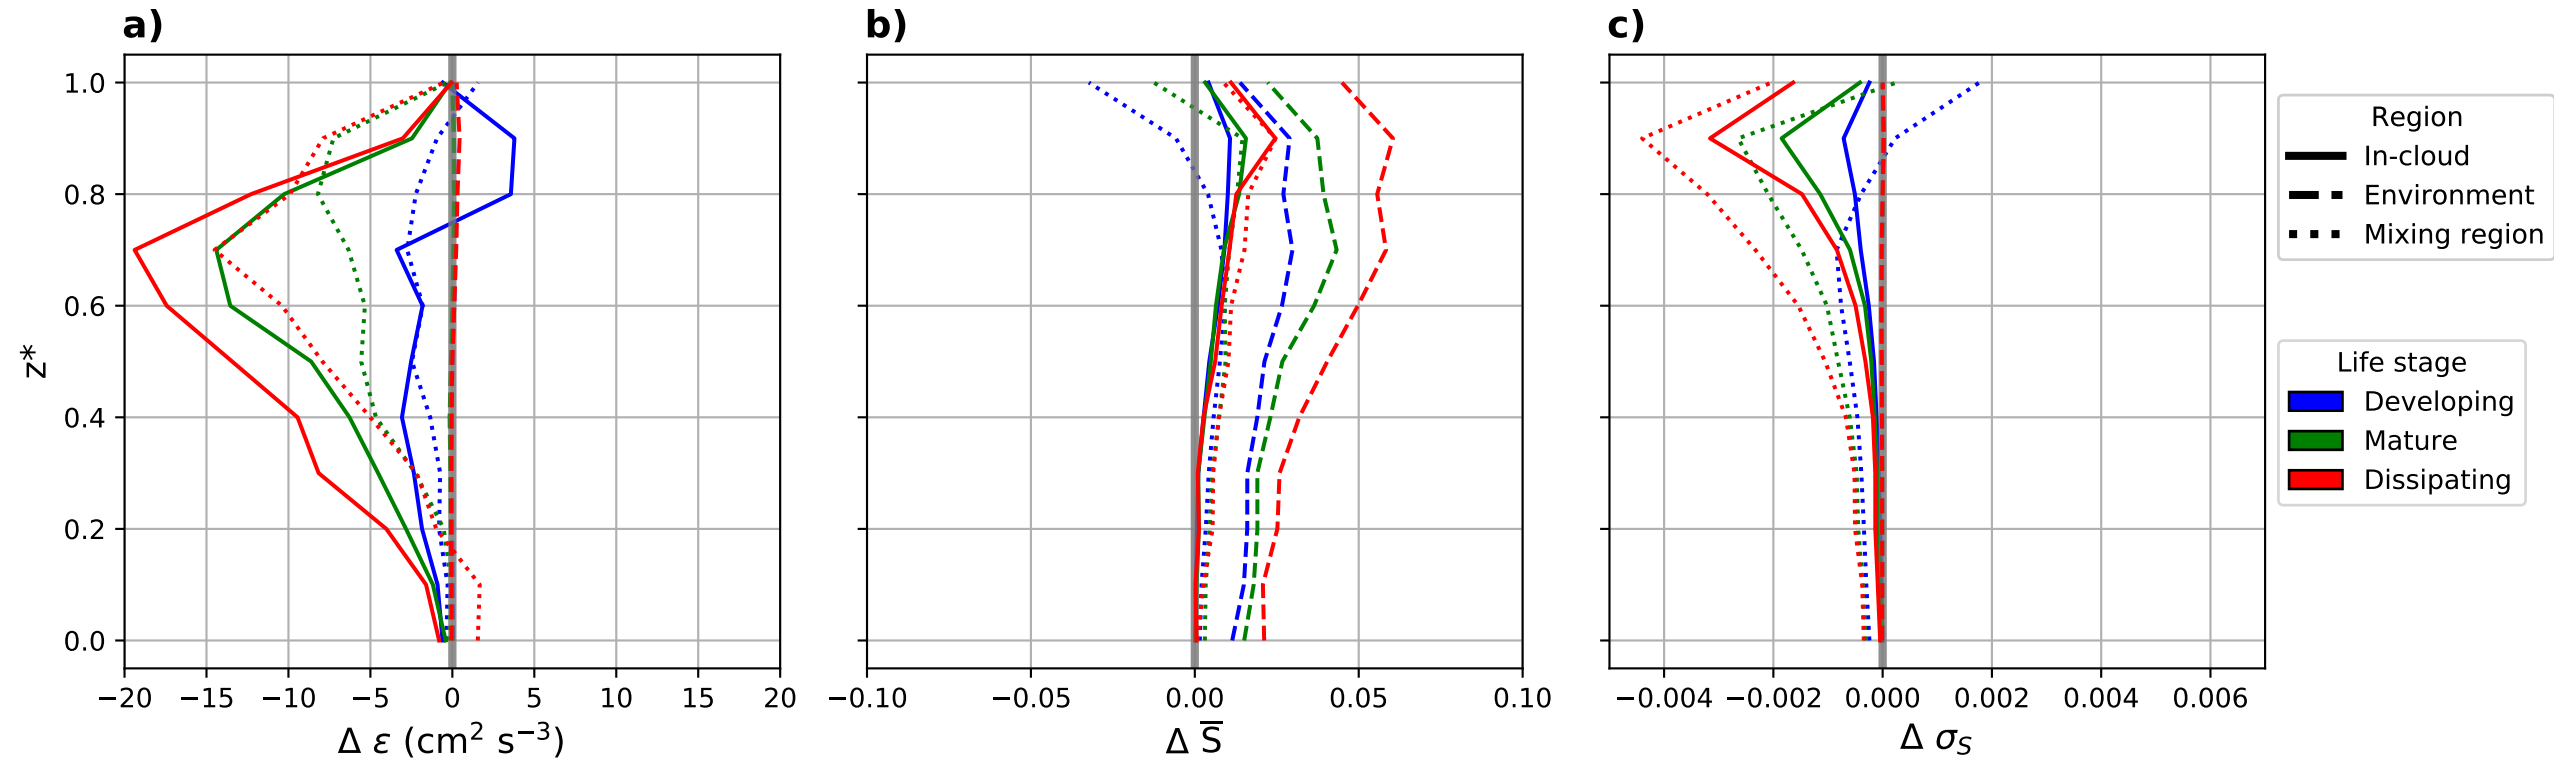 a) b) c)
1.0
0.8
0.6
0.4
0.2
0.0
z*
−20 −15 −10 −5 0 5 10 15 20
Δ ε (cm² s⁻³)
−0.10 −0.05 0.00 0.05 0.10
Δ S̅
−0.004 −0.002 0.000 0.002 0.004 0.006
Δ σ_S
Region
In-cloud
Environment
Mixing region
Life stage
Developing
Mature
Dissipating